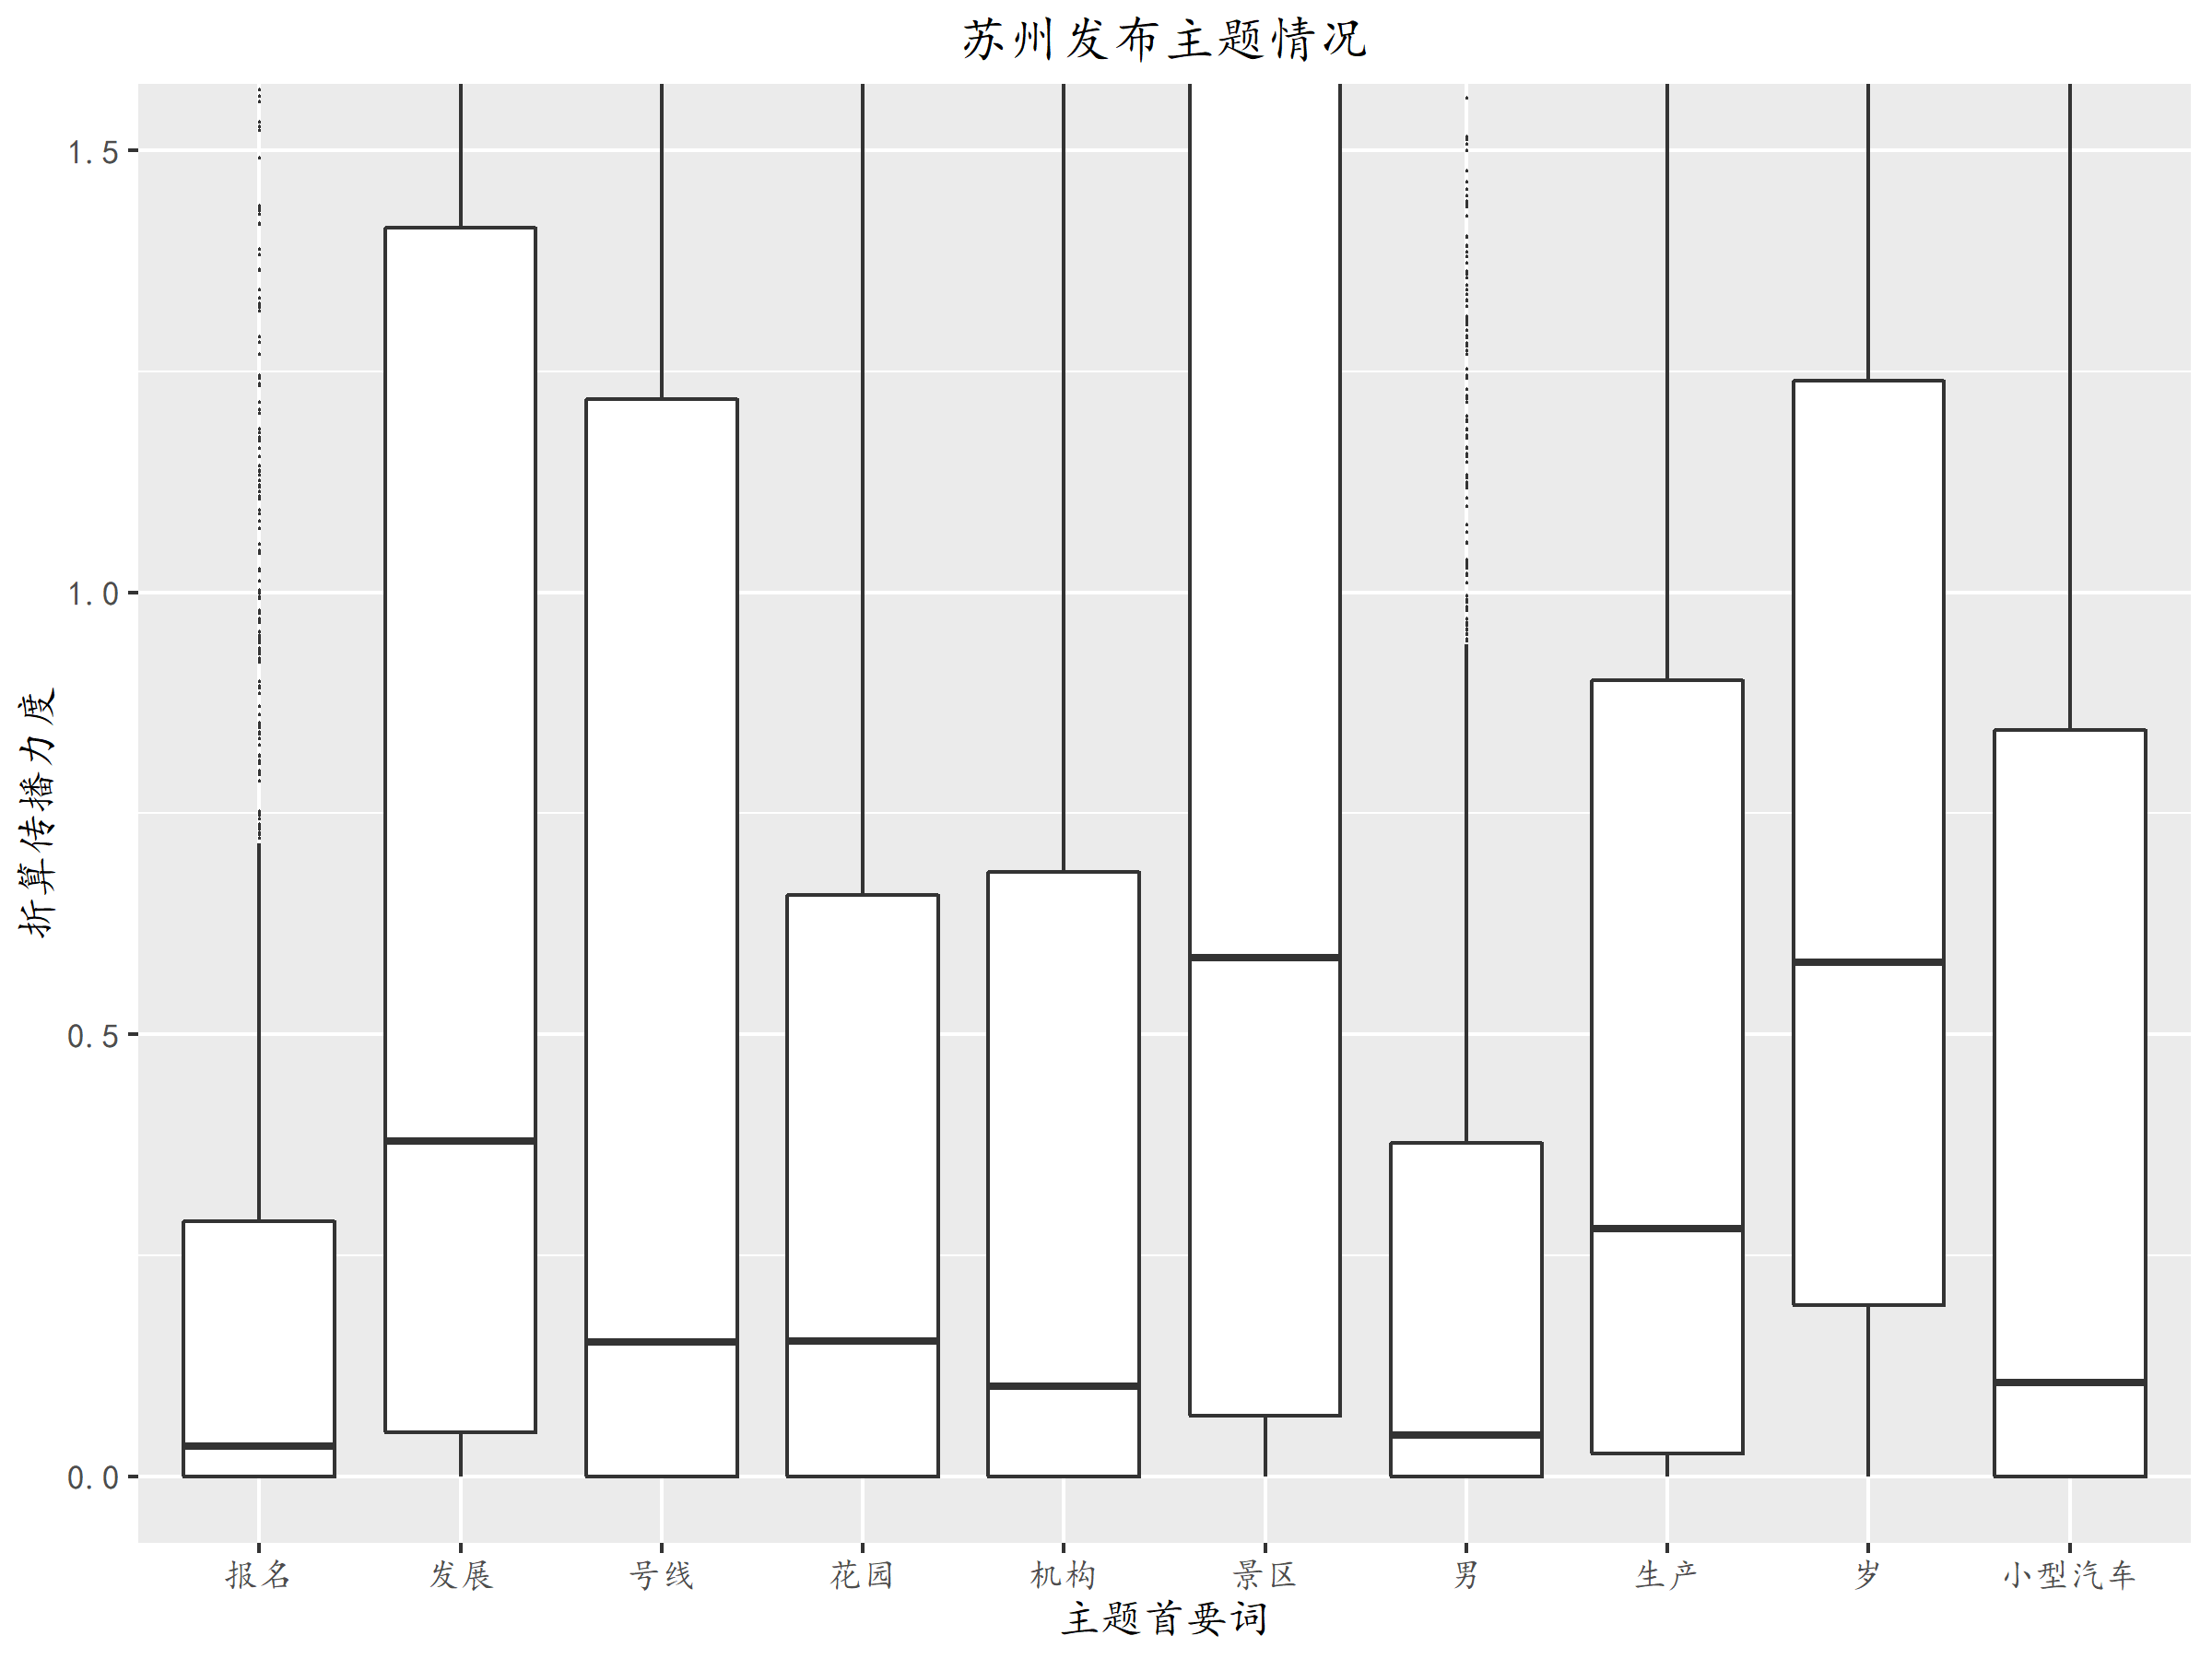 苏州发布主题情况
折算传播力度
1.5
1.0
0.5
0.0
报名 发展 号线 花园 机构 景区 男 生产 岁 小型汽车
主题首要词